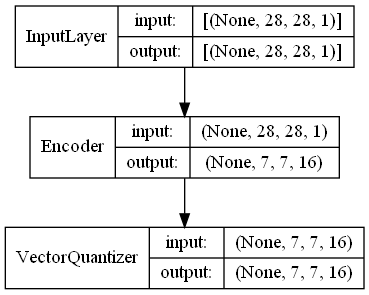 InputLayer
input: [(None, 28, 28, 1)]
output: [(None, 28, 28, 1)]
Encoder
input: (None, 28, 28, 1)
output: (None, 7, 7, 16)
VectorQuantizer
input: (None, 7, 7, 16)
output: (None, 7, 7, 16)